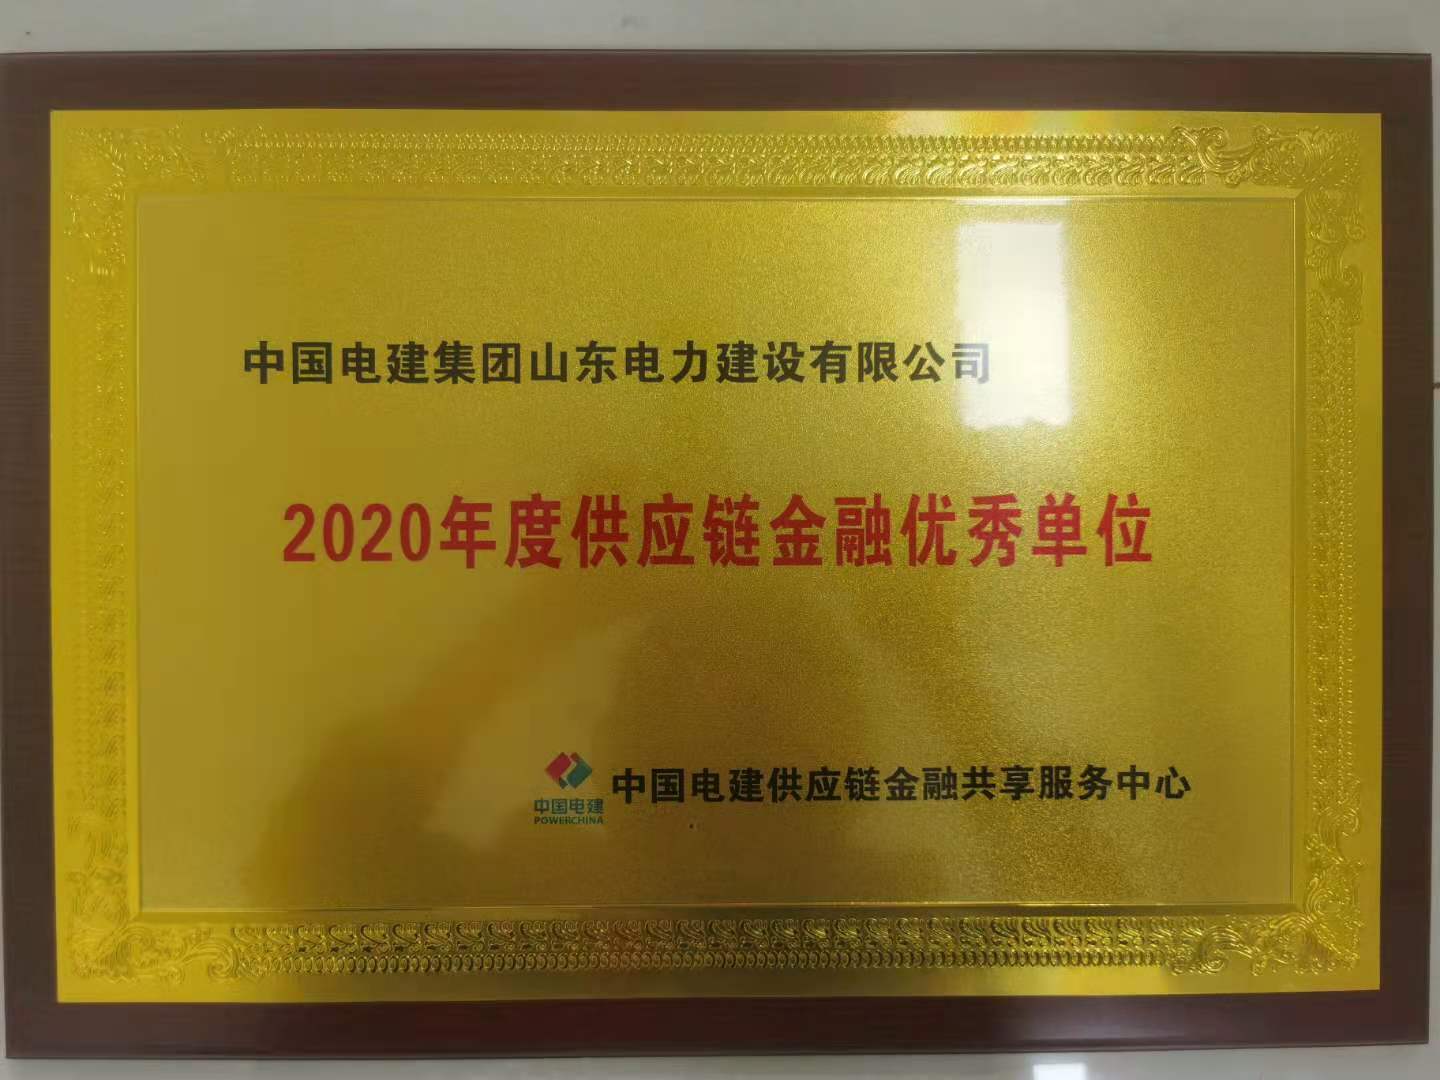 中国电建集团山东电力建设有限公司
2020年度供应链金融优秀单位
中国电建
POWERCHINA
中国电建供应链金融共享服务中心